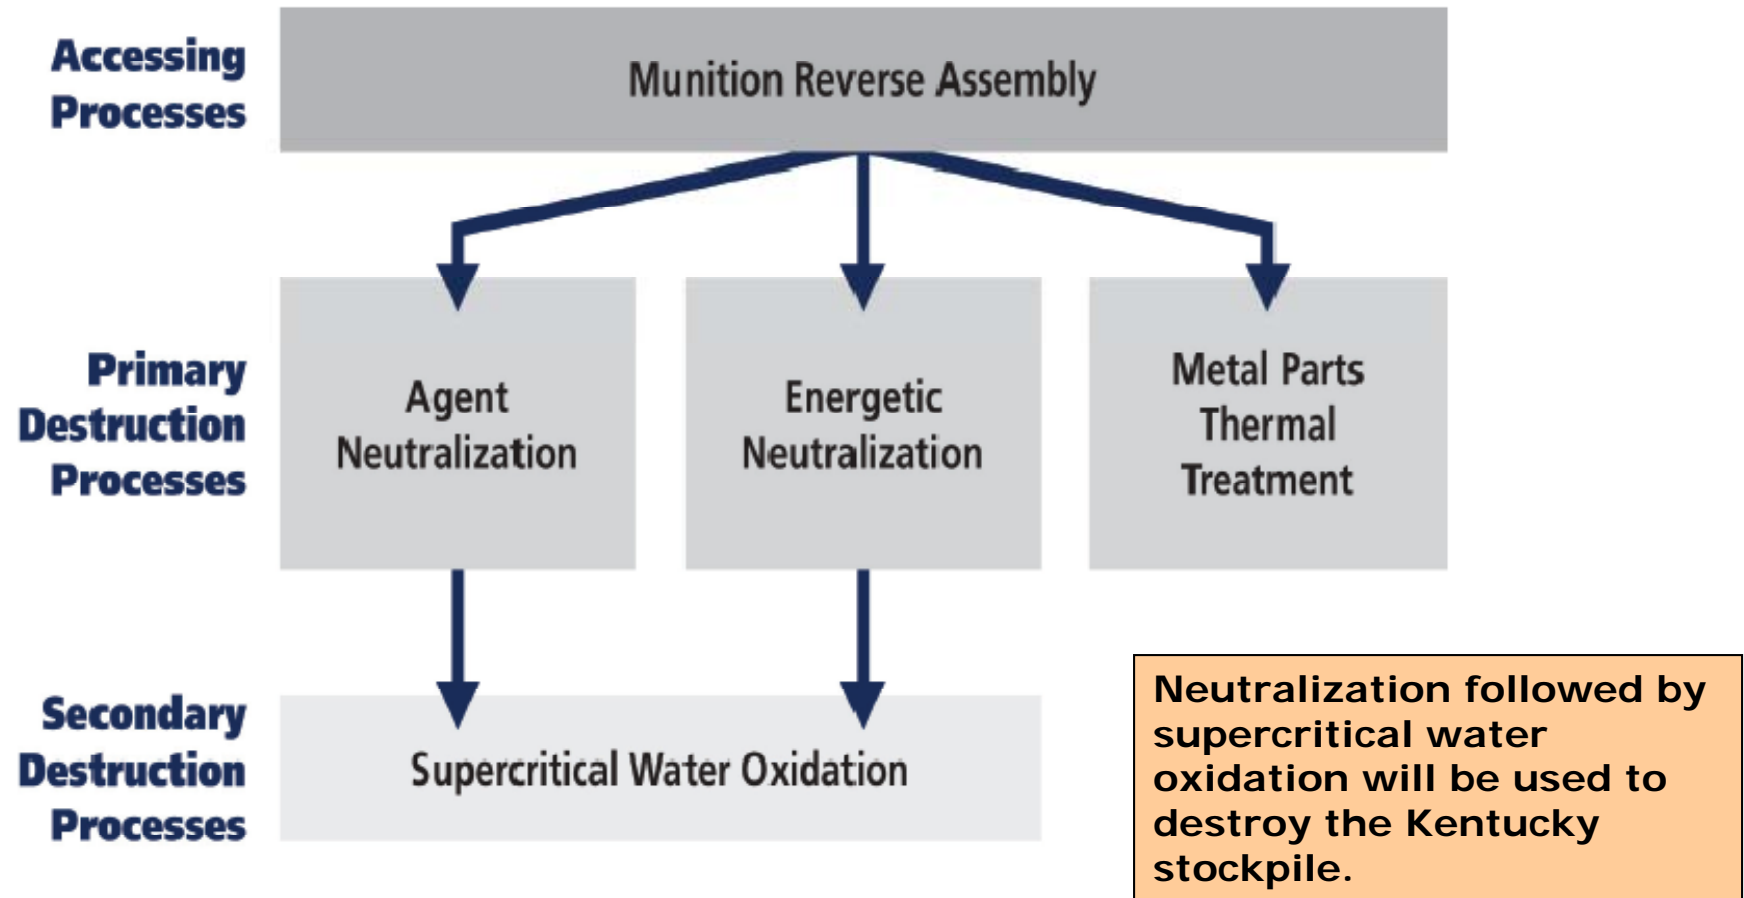 Accessing
Processes
Munition Reverse Assembly
Primary
Destruction
Processes
Agent
Neutralization
Energetic
Neutralization
Metal Parts
Thermal
Treatment
Secondary
Destruction
Processes
Supercritical Water Oxidation
Neutralization followed by
supercritical water
oxidation will be used to
destroy the Kentucky
stockpile.